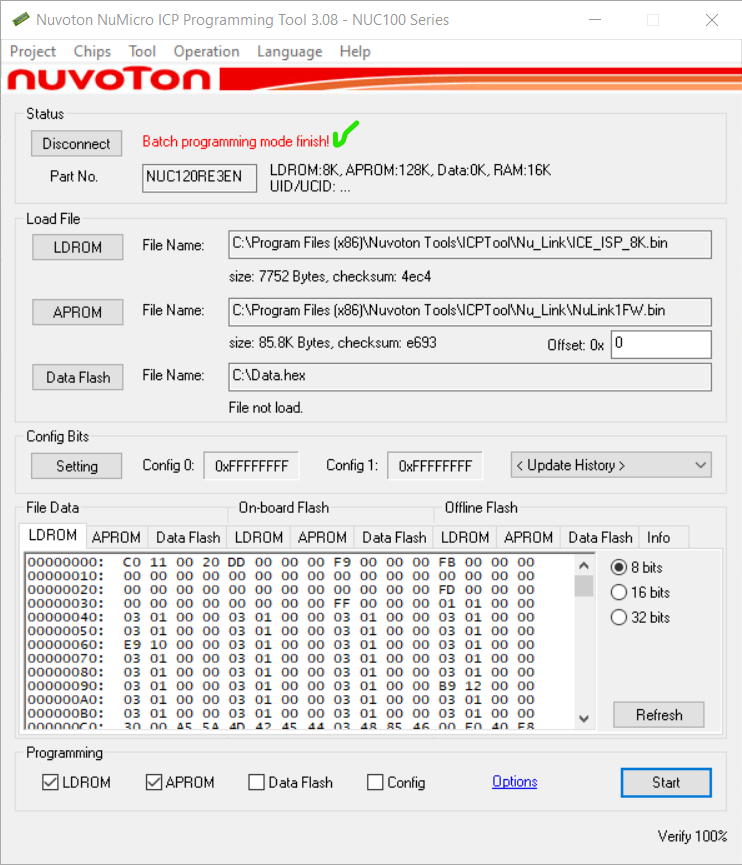 Nuvoton NuMicro ICP Programming Tool 3.08 - NUC100 Series
Project Chips Tool Operation Language Help
nuvoTon
Status
Disconnect Batch programming mode finish!
Part No. NUC120RE3EN LDROM:8K, APROM:128K, Data:0K, RAM:16K
UID/UCID: ...
Load File
LDROM File Name: C:\Program Files (x86)\Nuvoton Tools\ICPTool\Nu_Link\ICE_ISP_8K.bin
size: 7752 Bytes, checksum: 4ec4
APROM File Name: C:\Program Files (x86)\Nuvoton Tools\ICPTool\Nu_Link\NuLink1FW.bin
size: 85.8K Bytes, checksum: e693 Offset: 0x 0
Data Flash File Name: C:\Data.hex
File not load.
Config Bits
Setting Config 0: 0xFFFFFFFF Config 1: 0xFFFFFFFF < Update History >
File Data On-board Flash Offline Flash
LDROM APROM Data Flash LDROM APROM Data Flash LDROM APROM Data Flash Info
00000000: C0 11 00 20 DD 00 00 00 F9 00 00 00 FB 00 00 00
00000010: 00 00 00 00 00 00 00 00 00 00 00 00 00 00 00 00
00000020: 00 00 00 00 00 00 00 00 00 00 00 00 FD 00 00 00
00000030: 00 00 00 00 00 00 00 00 FF 00 00 00 01 01 00 00
00000040: 03 01 00 00 03 01 00 00 03 01 00 00 03 01 00 00
00000050: 03 01 00 00 03 01 00 00 03 01 00 00 03 01 00 00
00000060: E9 10 00 00 03 01 00 00 03 01 00 00 03 01 00 00
00000070: 03 01 00 00 03 01 00 00 03 01 00 00 03 01 00 00
00000080: 03 01 00 00 03 01 00 00 03 01 00 00 03 01 00 00
00000090: 03 01 00 00 03 01 00 00 03 01 00 00 B9 12 00 00
000000A0: 03 01 00 00 03 01 00 00 03 01 00 00 03 01 00 00
000000B0: 03 01 00 00 03 01 00 00 03 01 00 00 03 01 00 00
000000C0: 30 00 A5 5A 4D 42 45 44 03 48 85 46 00 F0 40 F8
8 bits
16 bits
32 bits
Refresh
Programming
LDROM APROM Data Flash Config Options Start
Verify 100%